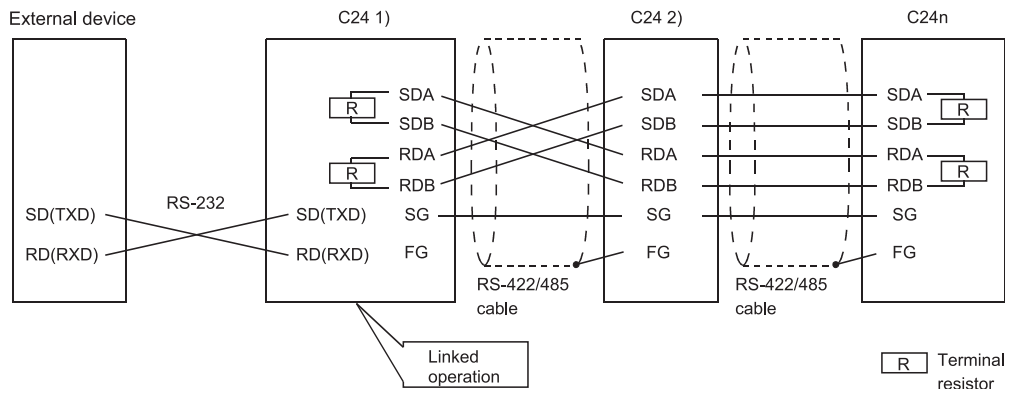 External device
C24 1)
C24 2)
C24n
R
R
SDA
SDB
RDA
RDB
SD(TXD)
RD(RXD)
RS-232
SD(TXD)
RD(RXD)
SG
FG
SDA
SDB
RDA
RDB
SG
FG
SDA
SDB
RDA
RDB
SG
FG
R
R
RS-422/485
cable
RS-422/485
cable
Linked
operation
R
Terminal
resistor